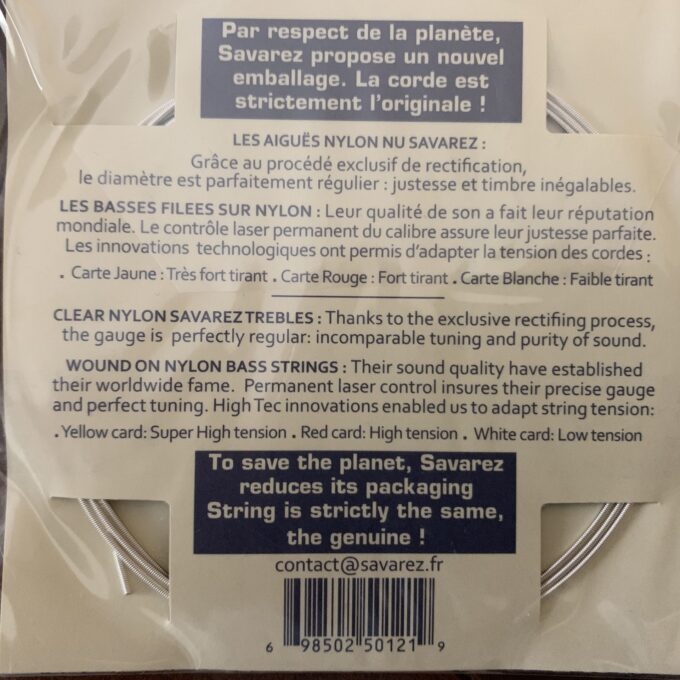 Par respect de la planète,
Savarez propose un nouvel
emballage. La corde est
strictement l'originale !
LES AIGUËS NYLON NU SAVAREZ :
Grâce au procédé exclusif de rectification,
le diamètre est parfaitement régulier : justesse et timbre inégalables.
LES BASSES FILEES SUR NYLON : Leur qualité de son a fait leur réputation
mondiale. Le contrôle laser permanent du calibre assure leur justesse parfaite.
Les innovations technologiques ont permis d'adapter la tension des cordes :
. Carte Jaune : Très fort tirant . Carte Rouge : Fort tirant . Carte Blanche : Faible tirant
CLEAR NYLON SAVAREZ TREBLES : Thanks to the exclusive rectifiing process,
the gauge is perfectly regular: incomparable tuning and purity of sound.
WOUND ON NYLON BASS STRINGS : Their sound quality have established
their worldwide fame. Permanent laser control insures their precise gauge
and perfect tuning. High Tec innovations enabled us to adapt string tension:
. Yellow card: Super High tension . Red card: High tension . White card: Low tension
To save the planet, Savarez
reduces its packaging
String is strictly the same,
the genuine !
contact@savarez.fr
6 98502 50121 9